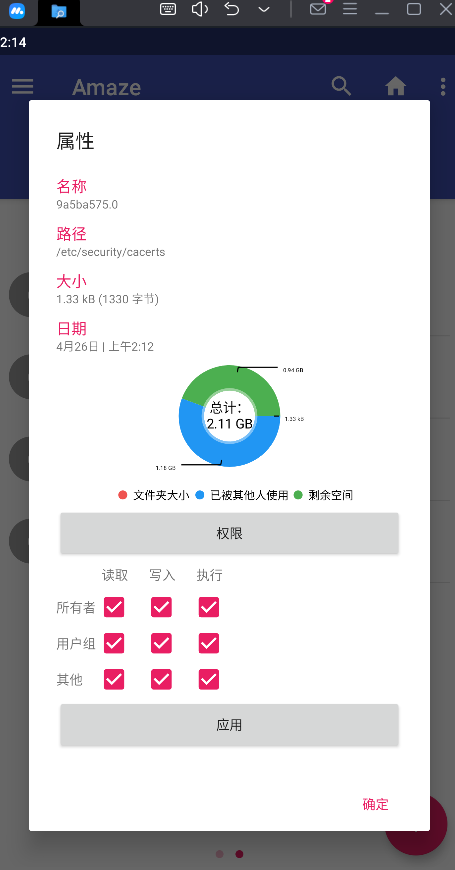 2:14
Amaze
属性
名称
9a5ba575.0
路径
/etc/security/cacerts
大小
1.33 kB (1330 字节)
日期
4月26日 | 上午2:12
0.94 GB
总计：
2.11 GB
1.33 kB
1.18 GB
文件夹大小 已被其他人使用 剩余空间
权限
读取 写入 执行
所有者
用户组
其他
应用
确定